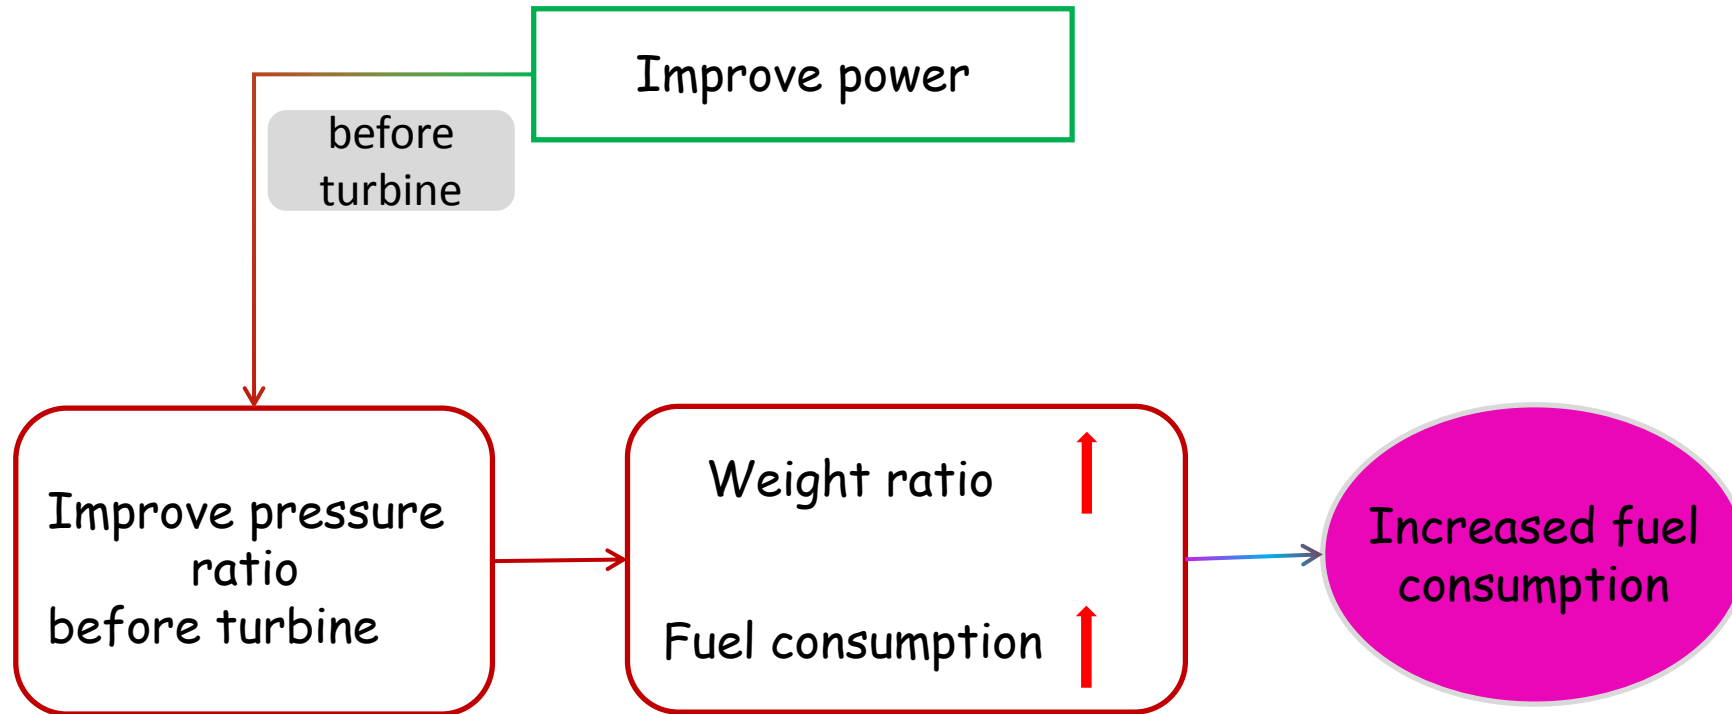 Improve power
before
turbine
Improve pressure
ratio
before turbine
Weight ratio
Fuel consumption
Increased fuel
consumption